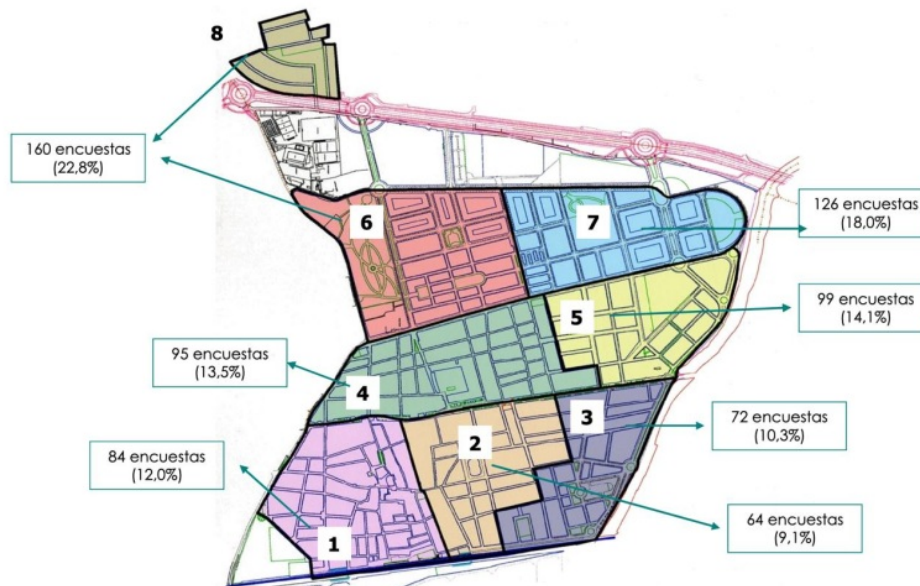 8
160 encuestas
(22,8%)
6
7
126 encuestas
(18,0%)
5
99 encuestas
(14,1%)
95 encuestas
(13,5%)
4
3
72 encuestas
(10,3%)
2
84 encuestas
(12,0%)
64 encuestas
(9,1%)
1